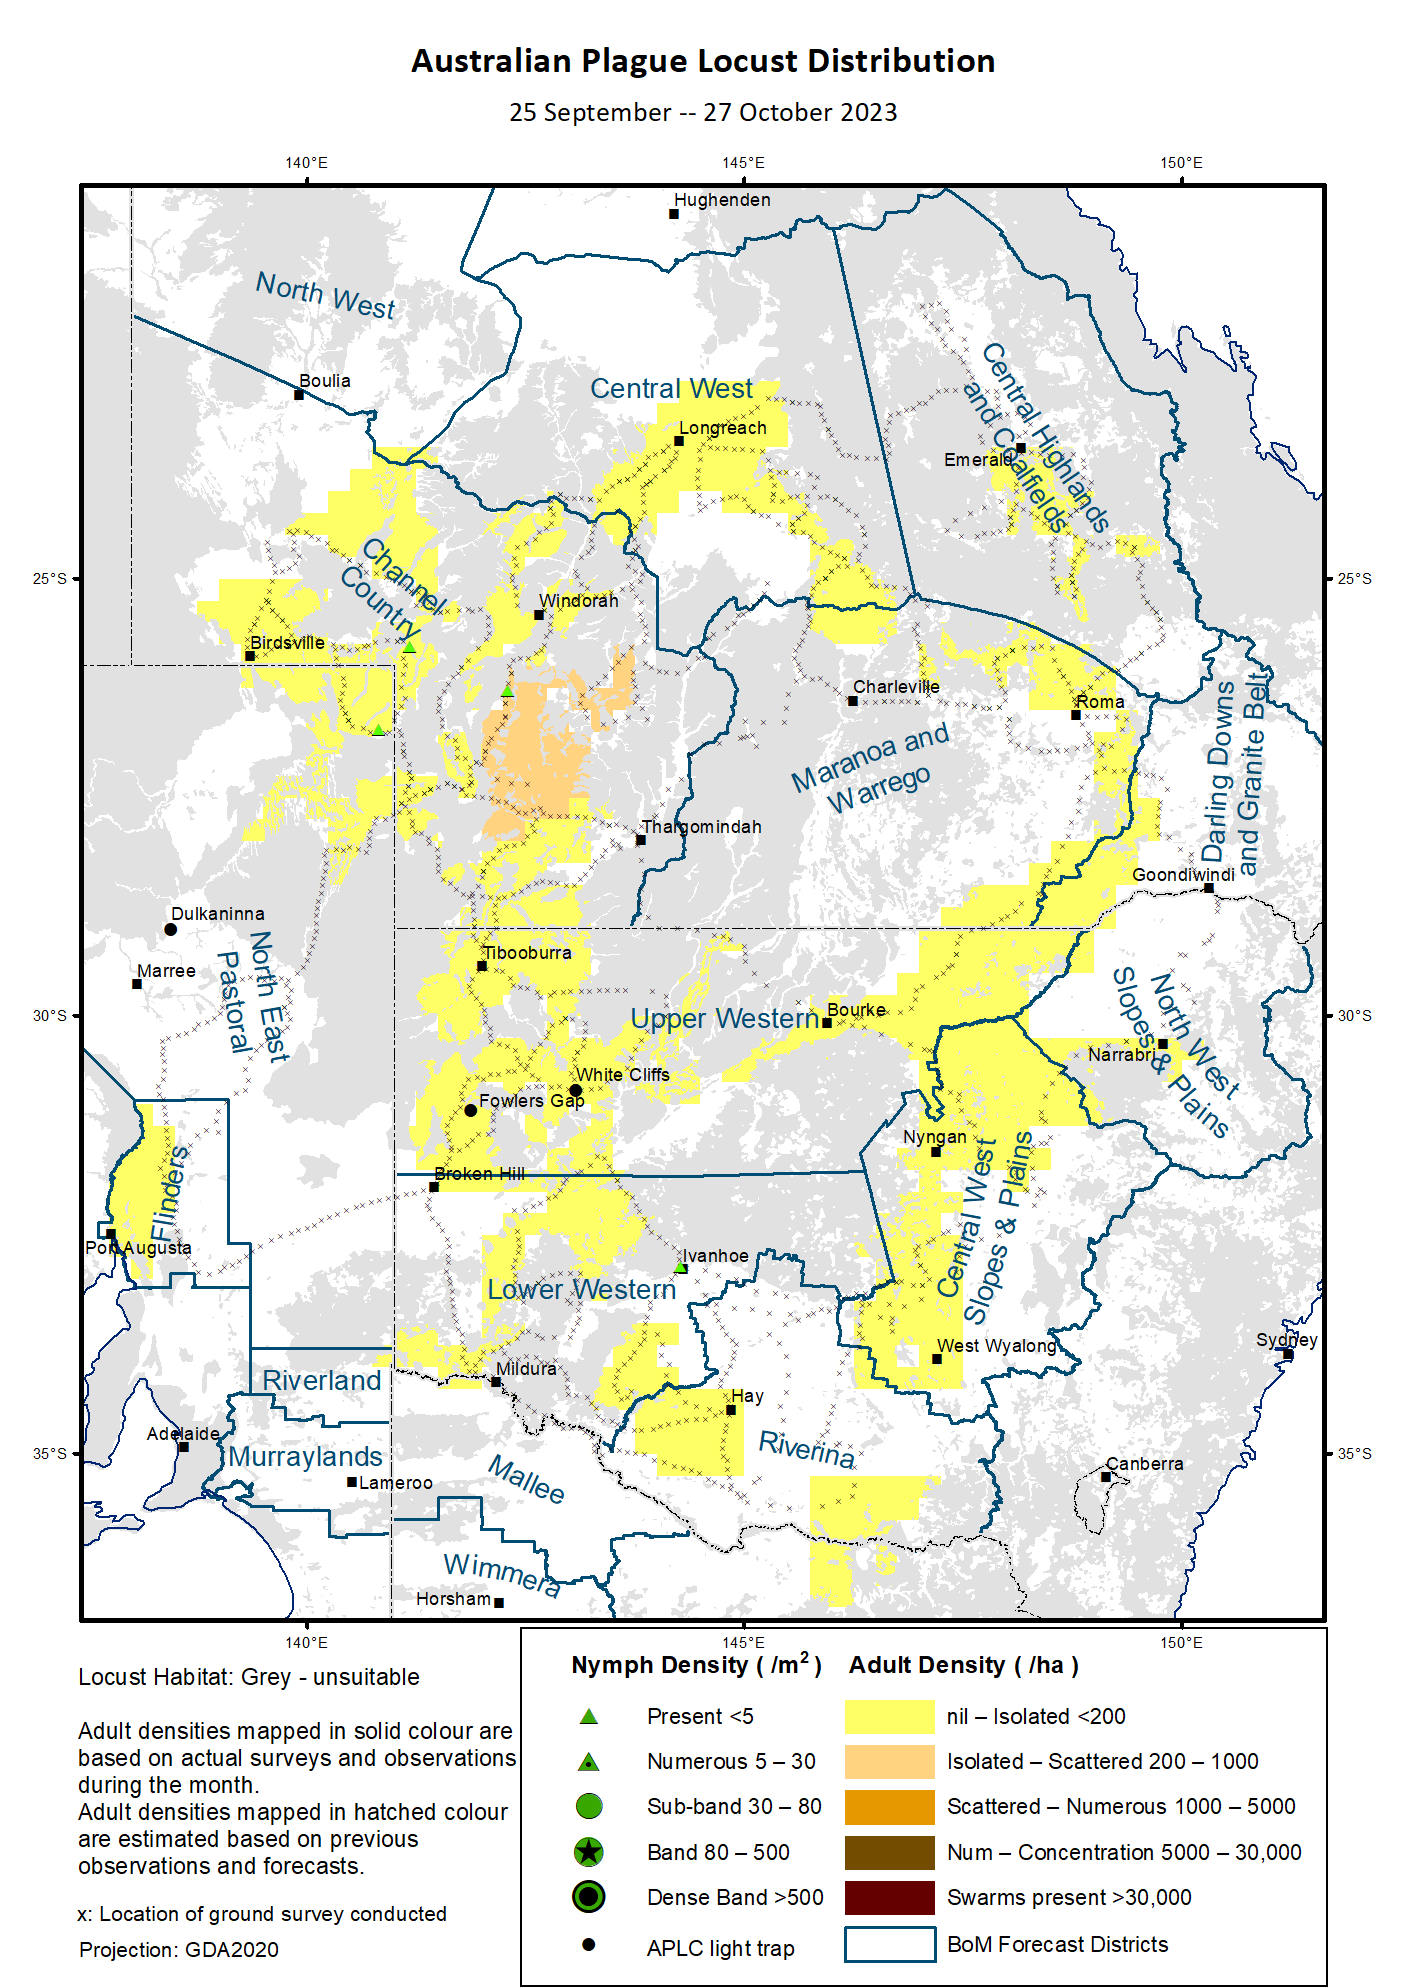 Australian Plague Locust Distribution
25 September -- 27 October 2023
140°E
145°E
150°E
Hughenden
North West
Boulia
Central West
Longreach
Central Highlands
and Coalfields
Emerald
25°S
25°S
Channel
Country
Windorah
Birdsville
Charleville
Roma
Maranoa and
Warrego
Darling Downs
and Granite Belt
Thargomindah
Goondiwindi
Dulkaninna
Marree
North East
Pastoral
Tibooburra
30°S
30°S
Upper Western
Bourke
North West
Slopes & Plains
Narrabri
White Cliffs
Fowlers Gap
Nyngan
Broken Hill
Flinders
Port Augusta
Central West
Slopes & Plains
Ivanhoe
Lower Western
West Wyalong
Sydney
Mildura
Riverland
Hay
Adelaide
Murraylands
Riverina
35°S
35°S
Mallee
Lameroo
Canberra
Wimmera
Horsham
140°E
145°E
150°E
Locust Habitat: Grey - unsuitable
Adult densities mapped in solid colour are
based on actual surveys and observations
during the month.
Adult densities mapped in hatched colour
are estimated based on previous
observations and forecasts.
x: Location of ground survey conducted
Projection: GDA2020
Nymph Density ( /m² )
Present <5
Numerous 5 – 30
Sub-band 30 – 80
Band 80 – 500
Dense Band >500
APLC light trap
Adult Density ( /ha )
nil – Isolated <200
Isolated – Scattered 200 – 1000
Scattered – Numerous 1000 – 5000
Num – Concentration 5000 – 30,000
Swarms present >30,000
BoM Forecast Districts